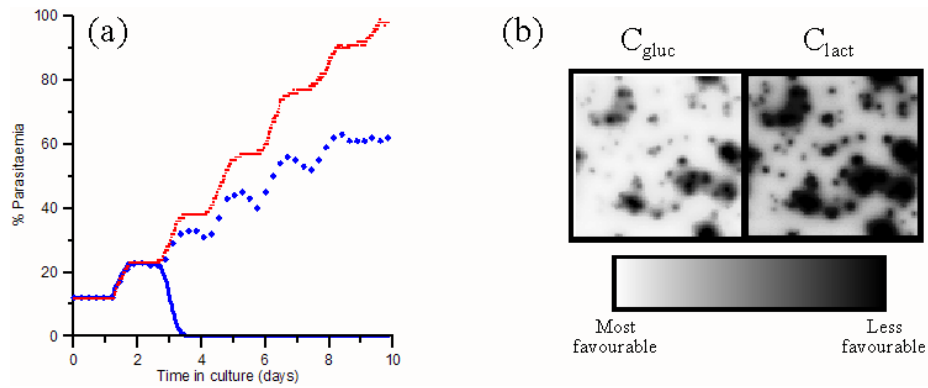 (a)
100
80
60
40
20
0
% Parasitaemia
0 2 4 6 8 10
Time in culture (days)
(b)
C_gluc C_lact
Most favourable
Less favourable